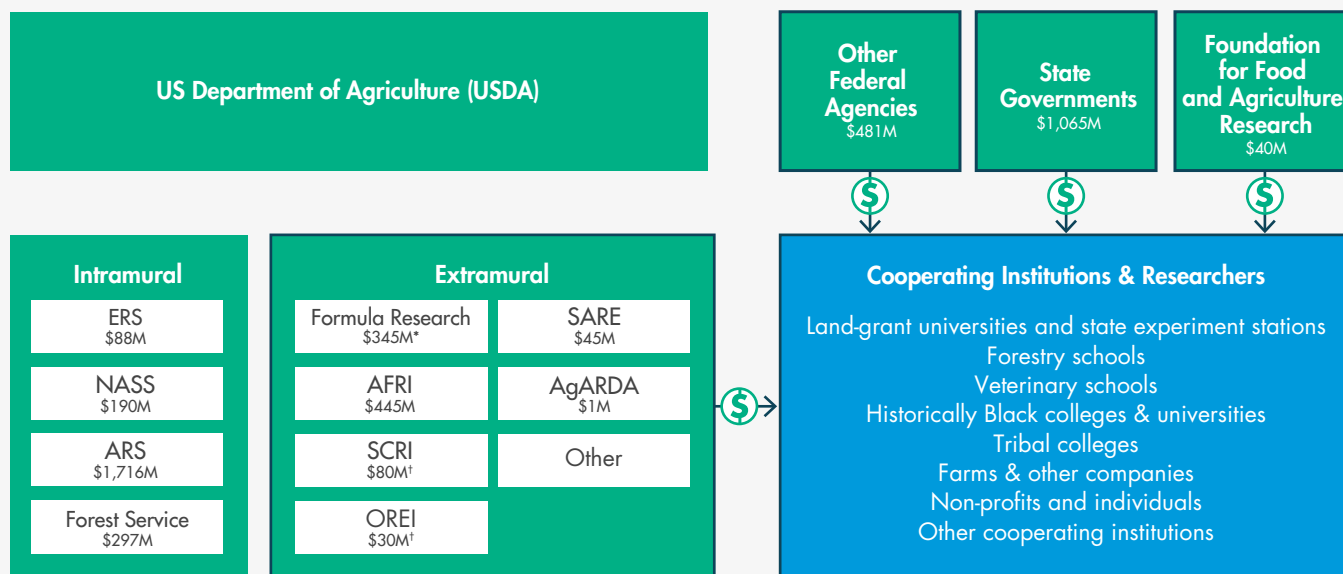 US Department of Agriculture (USDA)
Other
Federal
Agencies
$481M
State
Governments
$1,065M
Foundation
for Food
and Agriculture
Research
$40M
$
$
$
Intramural
ERS
$88M
NASS
$190M
ARS
$1,716M
Forest Service
$297M
Extramural
Formula Research
$345M*
AFRI
$445M
SCRI
$80M†
OREI
$30M†
SARE
$45M
AgARDA
$1M
Other
$
Cooperating Institutions & Researchers
Land-grant universities and state experiment stations
Forestry schools
Veterinary schools
Historically Black colleges & universities
Tribal colleges
Farms & other companies
Non-profits and individuals
Other cooperating institutions